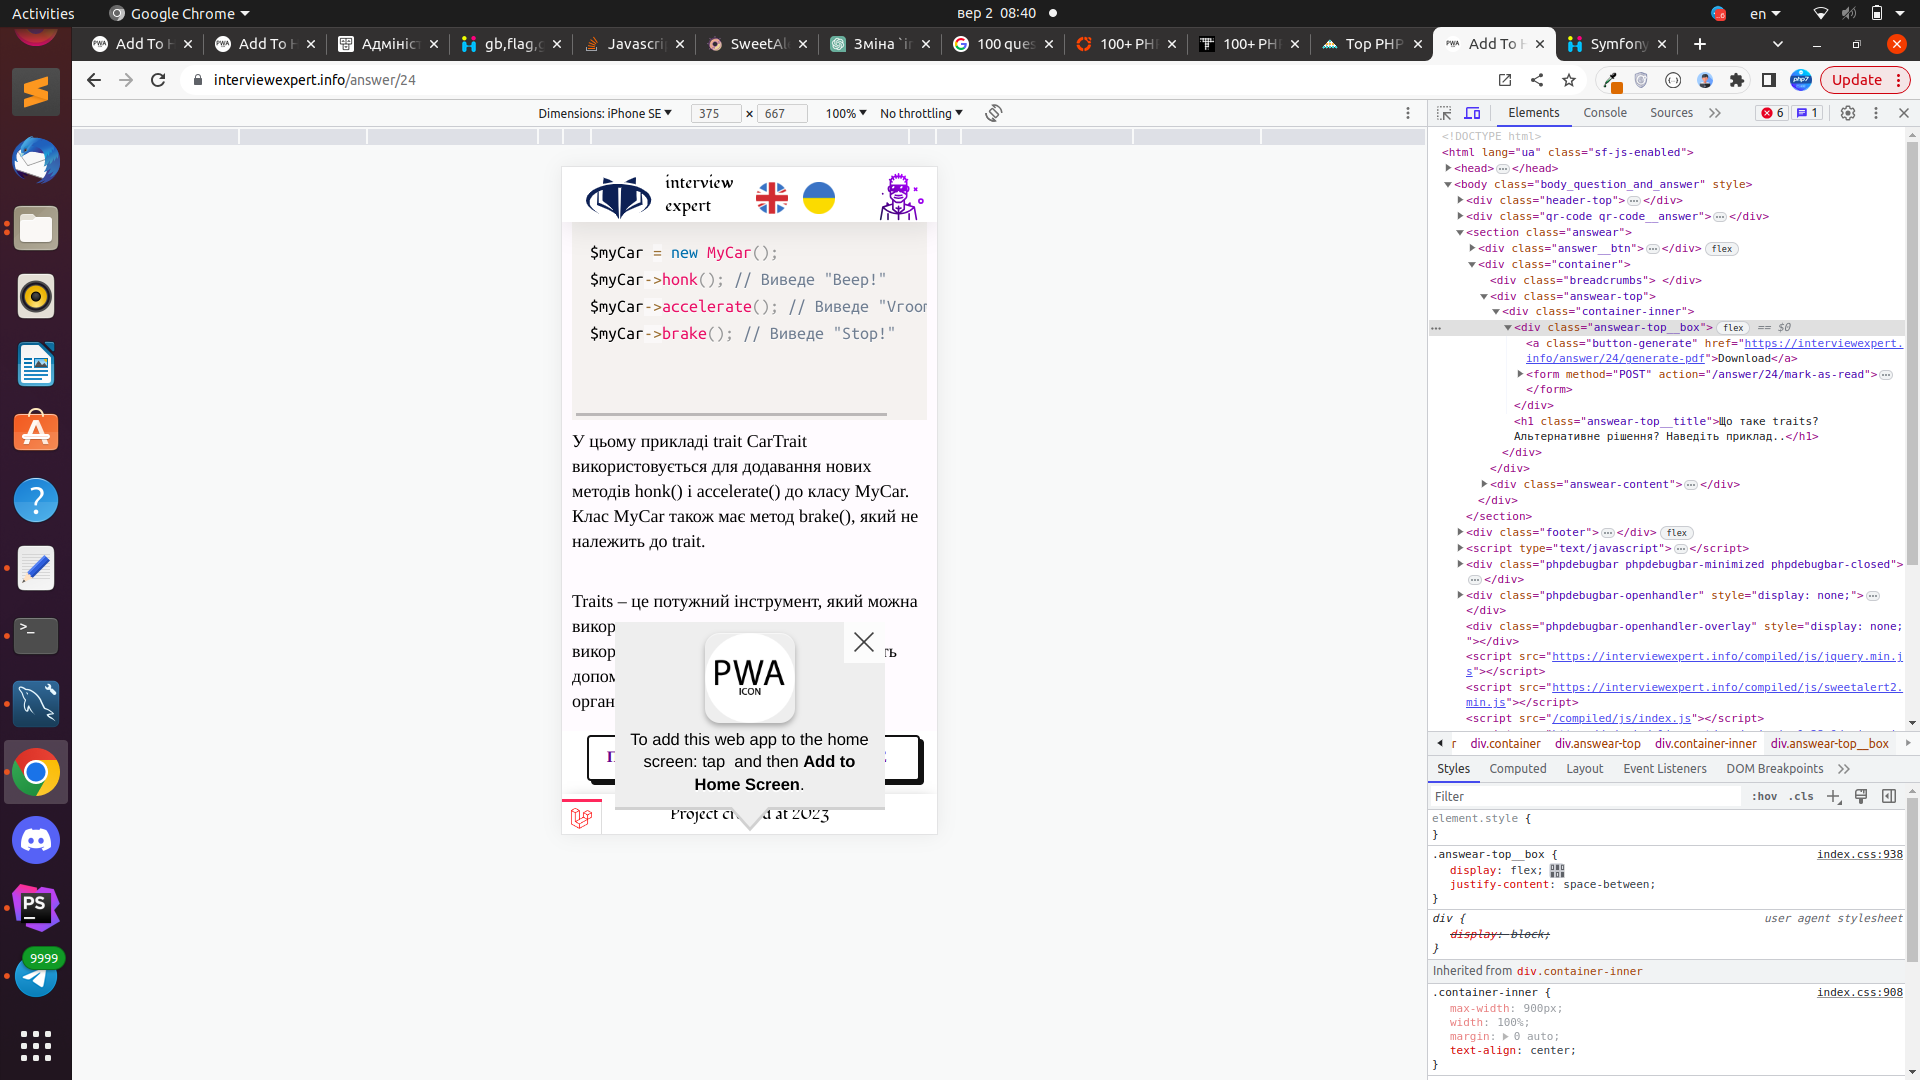 Activities
Google Chrome
вер 2 08:40
en
Add To H
Add To H
Адмініс
gb,flag,g
Javascri
SweetAl
Зміна `in
100 ques
100+ PH
100+ PH
Top PHP
Add To H
Symfony
interviewexpert.info/answer/24
Update
Dimensions: iPhone SE
375 × 667
100%
No throttling
Elements
Console
Sources
6
1
interview
expert
$myCar = new MyCar();
$myCar->honk(); // Виведе "Beep!"
$myCar->accelerate(); // Виведе "Vroom
$myCar->brake(); // Виведе "Stop!"
У цьому прикладі trait CarTrait
використовується для додавання нових
методів honk() і accelerate() до класу MyCar.
Клас MyCar також має метод brake(), який не
належить до trait.
Traits – це потужний інструмент, який можна
викор
викор ть
допом
орган
PWA
ICON
To add this web app to the home
screen: tap and then Add to
Home Screen.
Project cr d at 2023
<!DOCTYPE html>
<html lang="ua" class="sf-js-enabled">
<head>…</head>
<body class="body_question_and_answer" style>
<div class="header-top">…</div>
<div class="qr-code qr-code__answer">…</div>
<section class="answear">
<div class="answer__btn">…</div> flex
<div class="container">
<div class="breadcrumbs"> </div>
<div class="answear-top">
<div class="container-inner">
… <div class="answear-top__box"> flex == $0
<a class="button-generate" href="https://interviewexpert.
info/answer/24/generate-pdf">Download</a>
<form method="POST" action="/answer/24/mark-as-read">…
</form>
</div>
<h1 class="answear-top__title">Що таке traits?
Альтернативне рішення? Наведіть приклад..</h1>
</div>
</div>
<div class="answear-content">…</div>
</div>
</section>
<div class="footer">…</div> flex
<script type="text/javascript">…</script>
<div class="phpdebugbar phpdebugbar-minimized phpdebugbar-closed">
…</div>
<div class="phpdebugbar-openhandler" style="display: none;">…
</div>
<div class="phpdebugbar-openhandler-overlay" style="display: none;
"></div>
<script src="https://interviewexpert.info/compiled/js/jquery.min.j
s"></script>
<script src="https://interviewexpert.info/compiled/js/sweetalert2.
min.js"></script>
<script src="/compiled/js/index.js"></script>
r div.container div.answear-top div.container-inner div.answear-top__box
Styles
Computed
Layout
Event Listeners
DOM Breakpoints
Filter
:hov .cls
element.style {
}
.answear-top__box {
index.css:938
display: flex;
justify-content: space-between;
}
div {
user agent stylesheet
display: block;
}
Inherited from div.container-inner
.container-inner {
index.css:908
max-width: 900px;
width: 100%;
margin: 0 auto;
text-align: center;
}
PS
9999